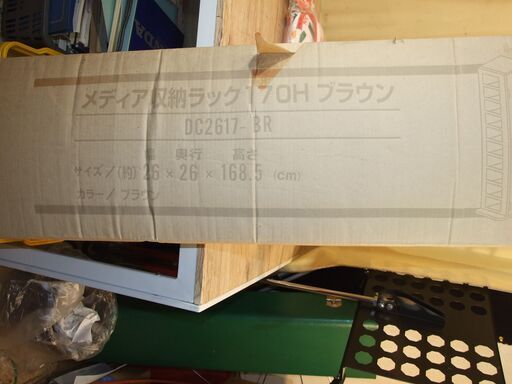 メディア収納ラック170H ブラウン
DC2617-BR
幅 奥行 高さ
サイズ/(約) 26×26×168.5(cm)
カラー/ブラウン